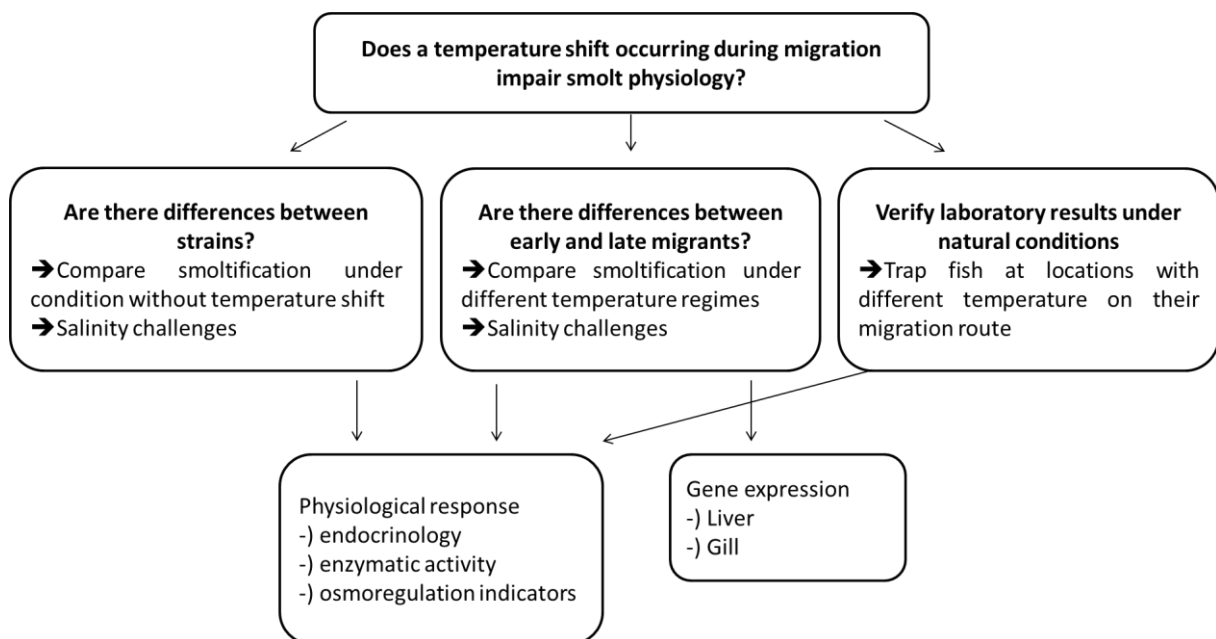 Does a temperature shift occurring during migration
impair smolt physiology?
Are there differences between
strains?
➔Compare smoltification under
condition without temperature shift
➔Salinity challenges
Are there differences between
early and late migrants?
➔Compare smoltification under
different temperature regimes
➔Salinity challenges
Verify laboratory results under
natural conditions
➔Trap fish at locations with
different temperature on their
migration route
Physiological response
-) endocrinology
-) enzymatic activity
-) osmoregulation indicators
Gene expression
-) Liver
-) Gill